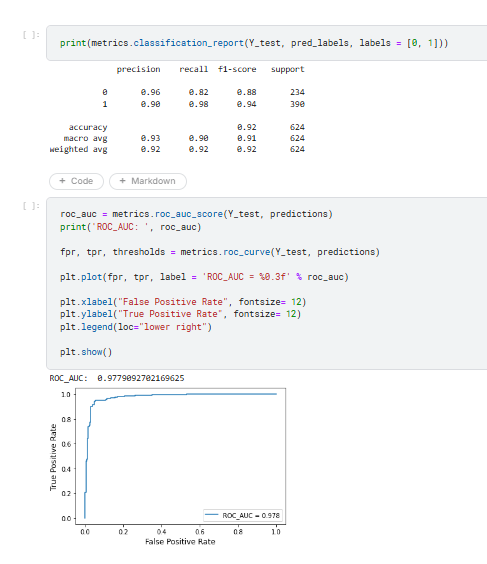 [ ]:
print(metrics.classification_report(Y_test, pred_labels, labels = [0, 1]))
precision recall f1-score support
0 0.96 0.82 0.88 234
1 0.90 0.98 0.94 390
accuracy 0.92 624
macro avg 0.93 0.90 0.91 624
weighted avg 0.92 0.92 0.92 624
+ Code + Markdown
[ ]:
roc_auc = metrics.roc_auc_score(Y_test, predictions)
print('ROC_AUC: ', roc_auc)
fpr, tpr, thresholds = metrics.roc_curve(Y_test, predictions)
plt.plot(fpr, tpr, label = 'ROC_AUC = %0.3f' % roc_auc)
plt.xlabel("False Positive Rate", fontsize= 12)
plt.ylabel("True Positive Rate", fontsize= 12)
plt.legend(loc="lower right")
plt.show()
ROC_AUC:  0.9779092702169625
1.0
0.8
0.6
0.4
0.2
0.0
True Positive Rate
ROC_AUC = 0.978
0.0 0.2 0.4 0.6 0.8 1.0
False Positive Rate